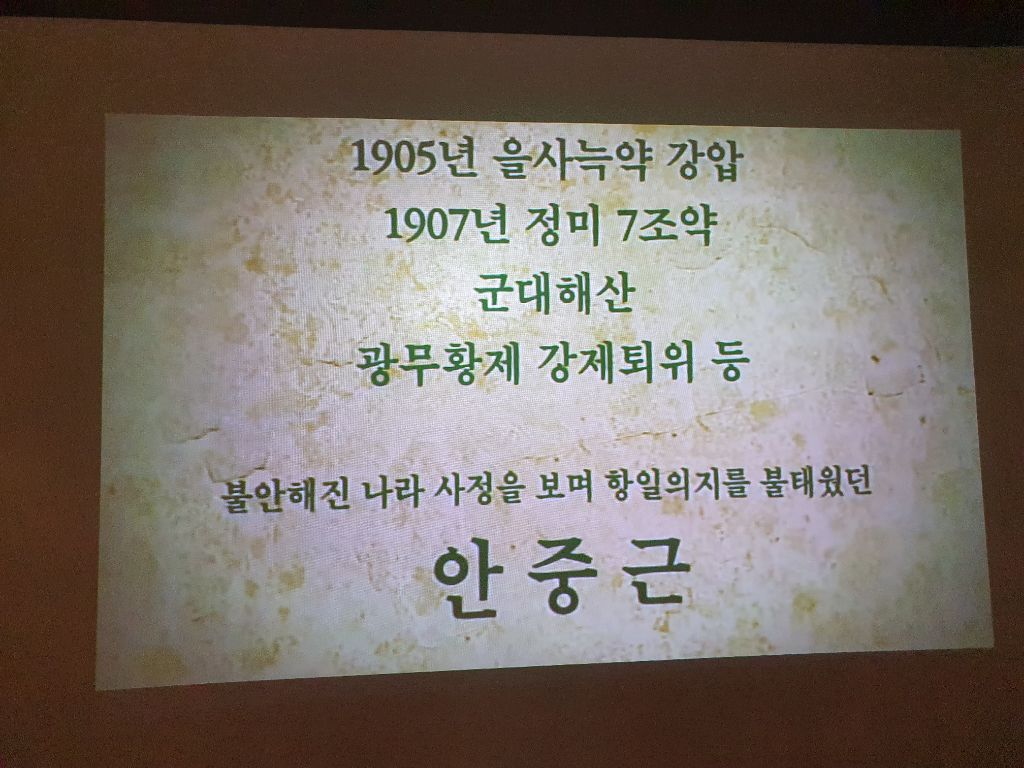 1905년 을사늑약 강압
1907년 정미 7조약
군대해산
광무황제 강제퇴위 등
불안해진 나라 사정을 보며 항일의지를 불태웠던
안중근